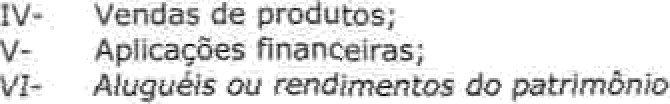 IV- Vendas de produtos;
V- Aplicações financeiras;
VI- Aluguéis ou rendimentos do patrimônio